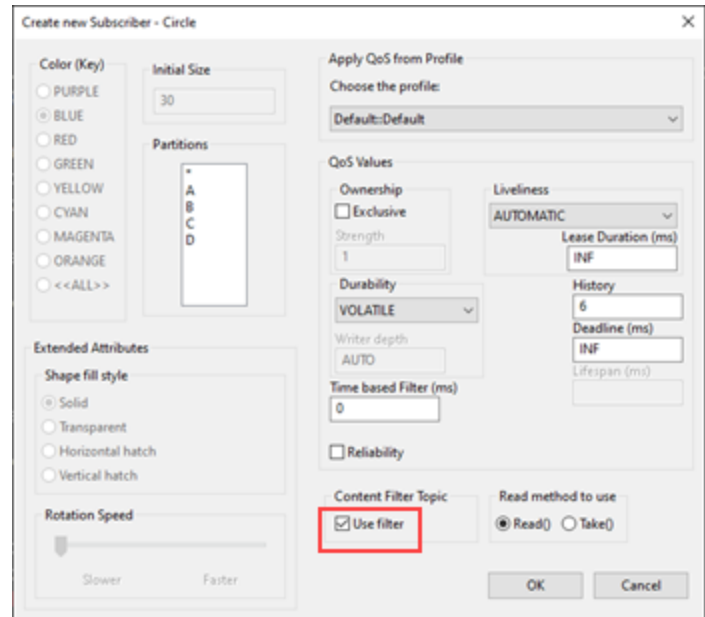 Create new Subscriber - Circle
Color (Key)
PURPLE
BLUE
RED
GREEN
YELLOW
CYAN
MAGENTA
ORANGE
<<ALL>>
Initial Size
30
Partitions
*
A
B
C
D
Extended Attributes
Shape fill style
Solid
Transparent
Horizontal hatch
Vertical hatch
Rotation Speed
Slower Faster
Apply QoS from Profile
Choose the profile:
Default::Default
QoS Values
Ownership
Exclusive
Strength
1
Liveliness
AUTOMATIC
Lease Duration (ms)
INF
Durability
VOLATILE
Writer depth
AUTO
History
6
Deadline (ms)
INF
Lifespan (ms)
Time based Filter (ms)
0
Reliability
Content Filter Topic
Use filter
Read method to use
Read() Take()
OK Cancel